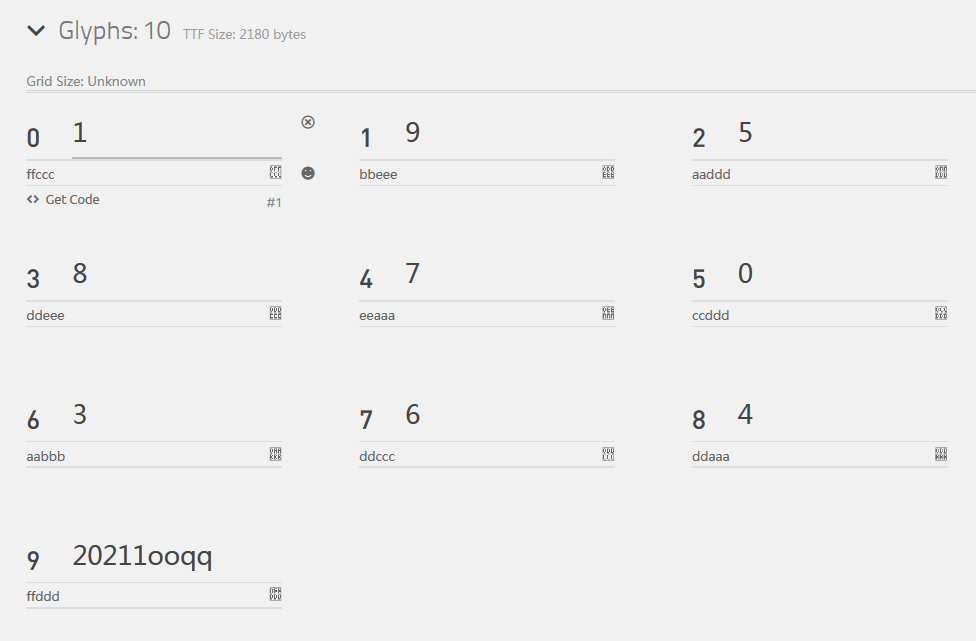 Glyphs: 10 TTF Size: 2180 bytes
Grid Size: Unknown
0 1 1 9 2 5
ffccc bbeee aaddd
Get Code #1
3 8 4 7 5 0
ddeee eeaaa ccddd
6 3 7 6 8 4
aabbb ddccc ddaaa
9 20211ooqq
ffddd